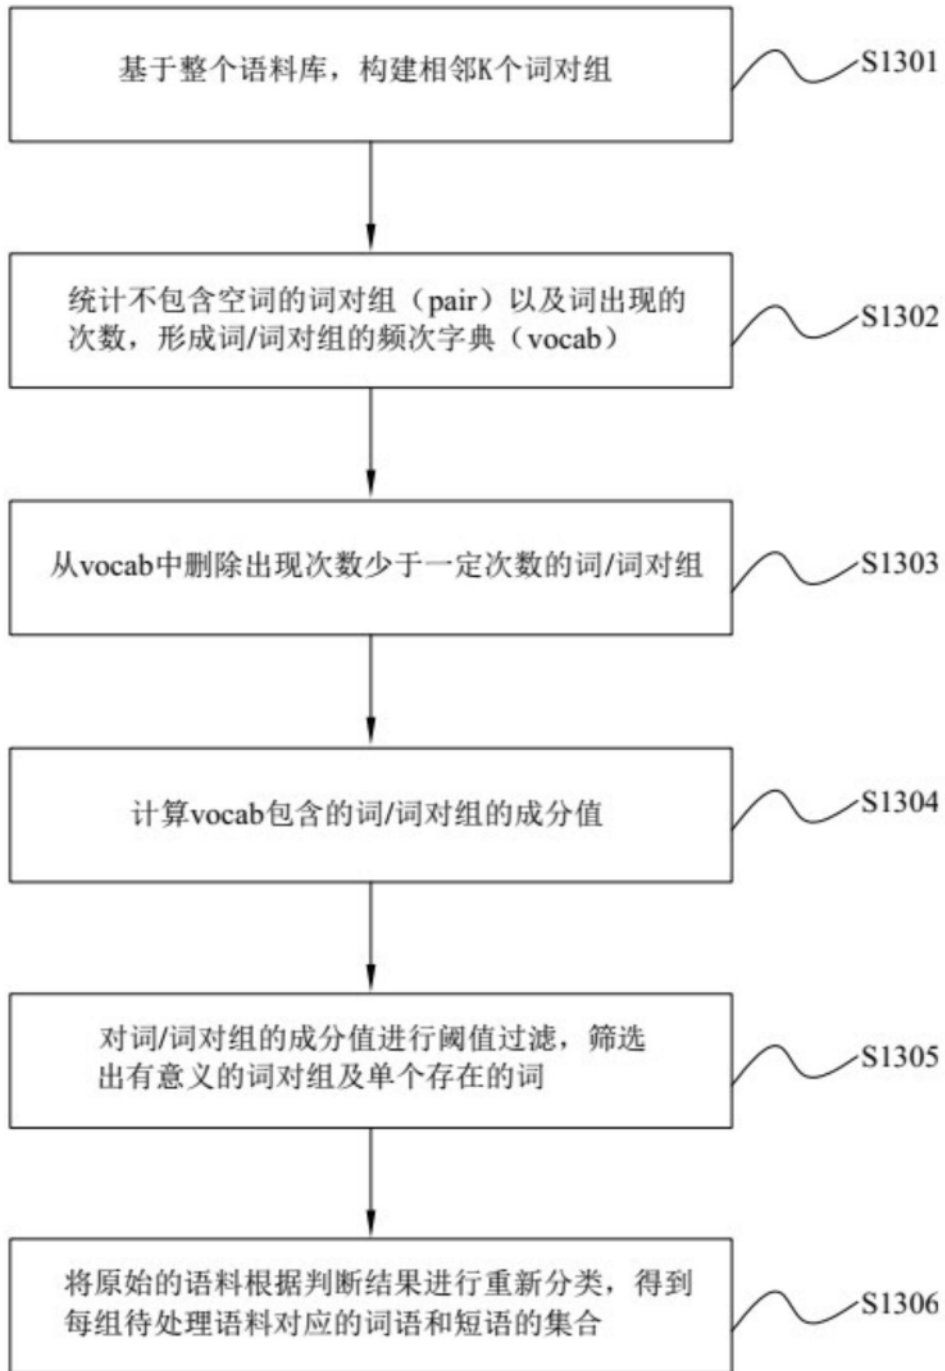 基于整个语料库，构建相邻K个词对组
S1301
统计不包含空词的词对组（pair）以及词出现的
次数，形成词/词对组的频次字典（vocab）
S1302
从vocab中删除出现次数少于一定次数的词/词对组
S1303
计算vocab包含的词/词对组的成分值
S1304
对词/词对组的成分值进行阈值过滤，筛选
出有意义的词对组及单个存在的词
S1305
将原始的语料根据判断结果进行重新分类，得到
每组待处理语料对应的词语和短语的集合
S1306